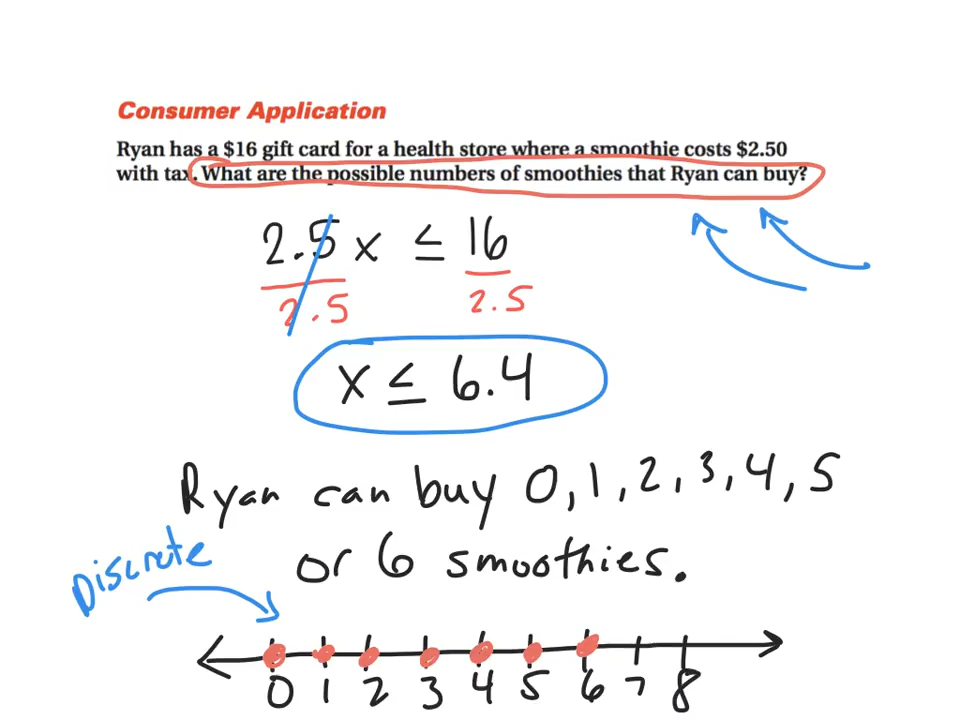 Consumer Application
Ryan has a $16 gift card for a health store where a smoothie costs $2.50
with tax. What are the possible numbers of smoothies that Ryan can buy?
2.5x ≤ 16
2.5 2.5
x ≤ 6.4
Ryan can buy 0, 1, 2, 3, 4, 5
or 6 smoothies.
Discrete
0 1 2 3 4 5 6 7 8